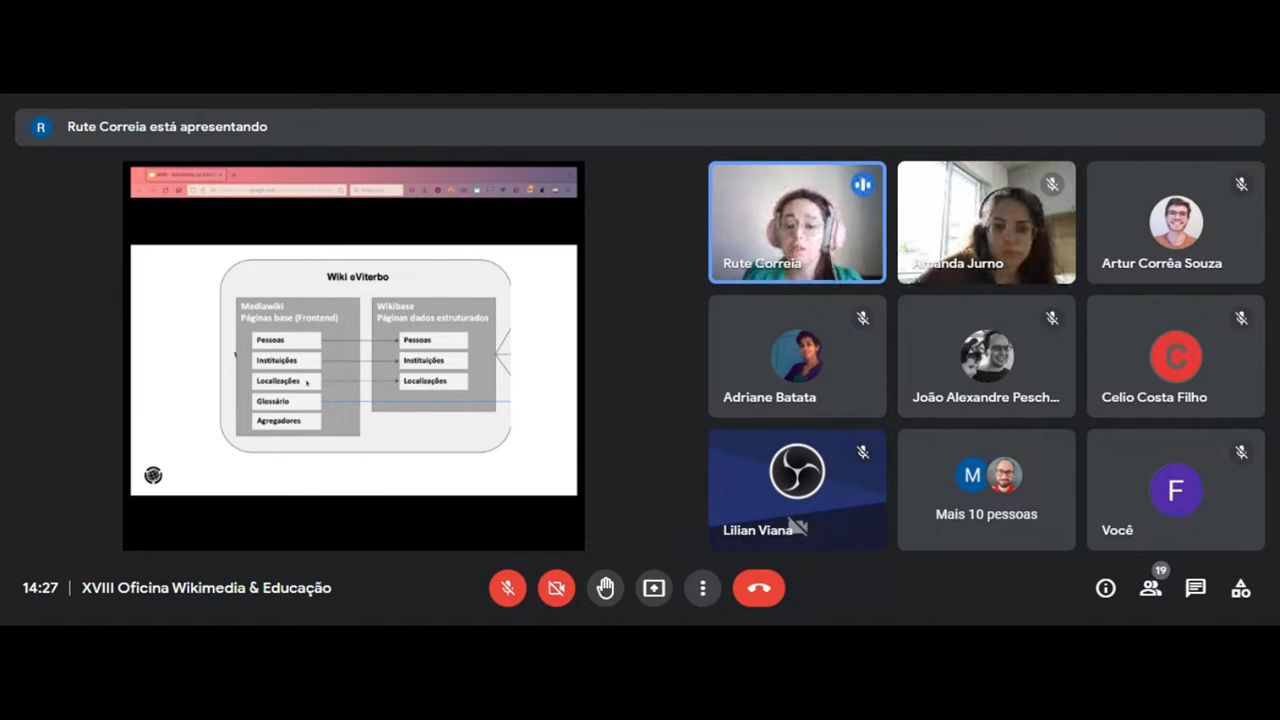 R
Rute Correia está apresentando
Wiki eViterbo
Mediawiki
Páginas base (Frontend)
Pessoas
Instituições
Localizações
Glossário
Agregadores
Wikibase
Páginas dados estruturados
Pessoas
Instituições
Localizações
Rute Correia
Amanda Jurno
Artur Corrêa Souza
Adriane Batata
João Alexandre Pesch...
C
Celio Costa Filho
Lilian Viana
M
Mais 10 pessoas
F
Você
14:27 | XVIII Oficina Wikimedia & Educação
19